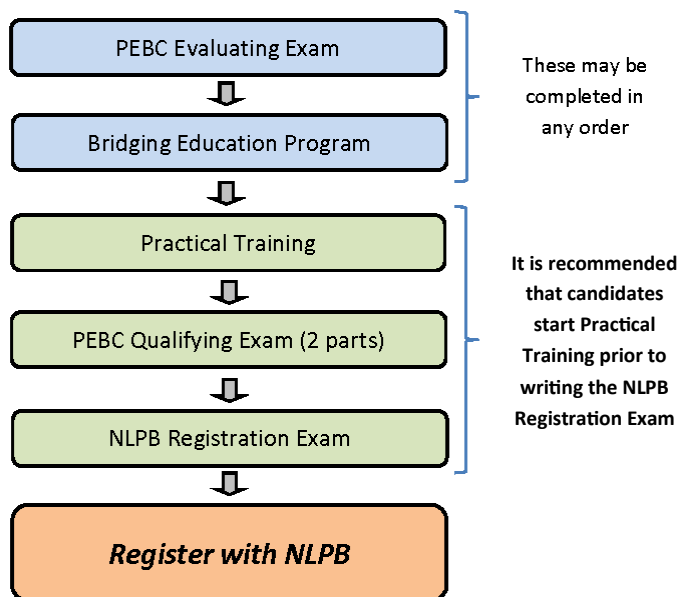 PEBC Evaluating Exam
These may be
completed in
any order
Bridging Education Program
Practical Training
It is recommended
that candidates
start Practical
Training prior to
writing the NLPB
Registration Exam
PEBC Qualifying Exam (2 parts)
NLPB Registration Exam
Register with NLPB